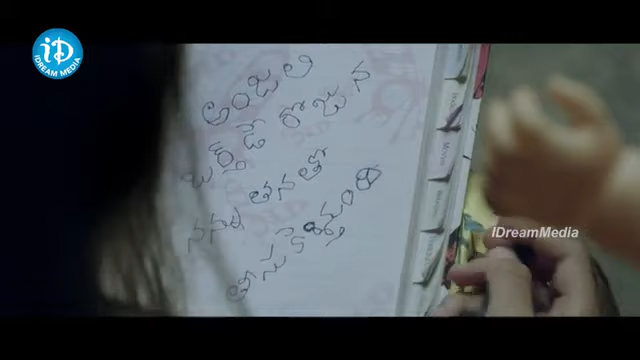 iD
IDREAM MEDIA
అంజలి
బర్త్ డే రోజు న
నన్ను తనతో
తీసుకెళ్తుంది
IDreamMedia